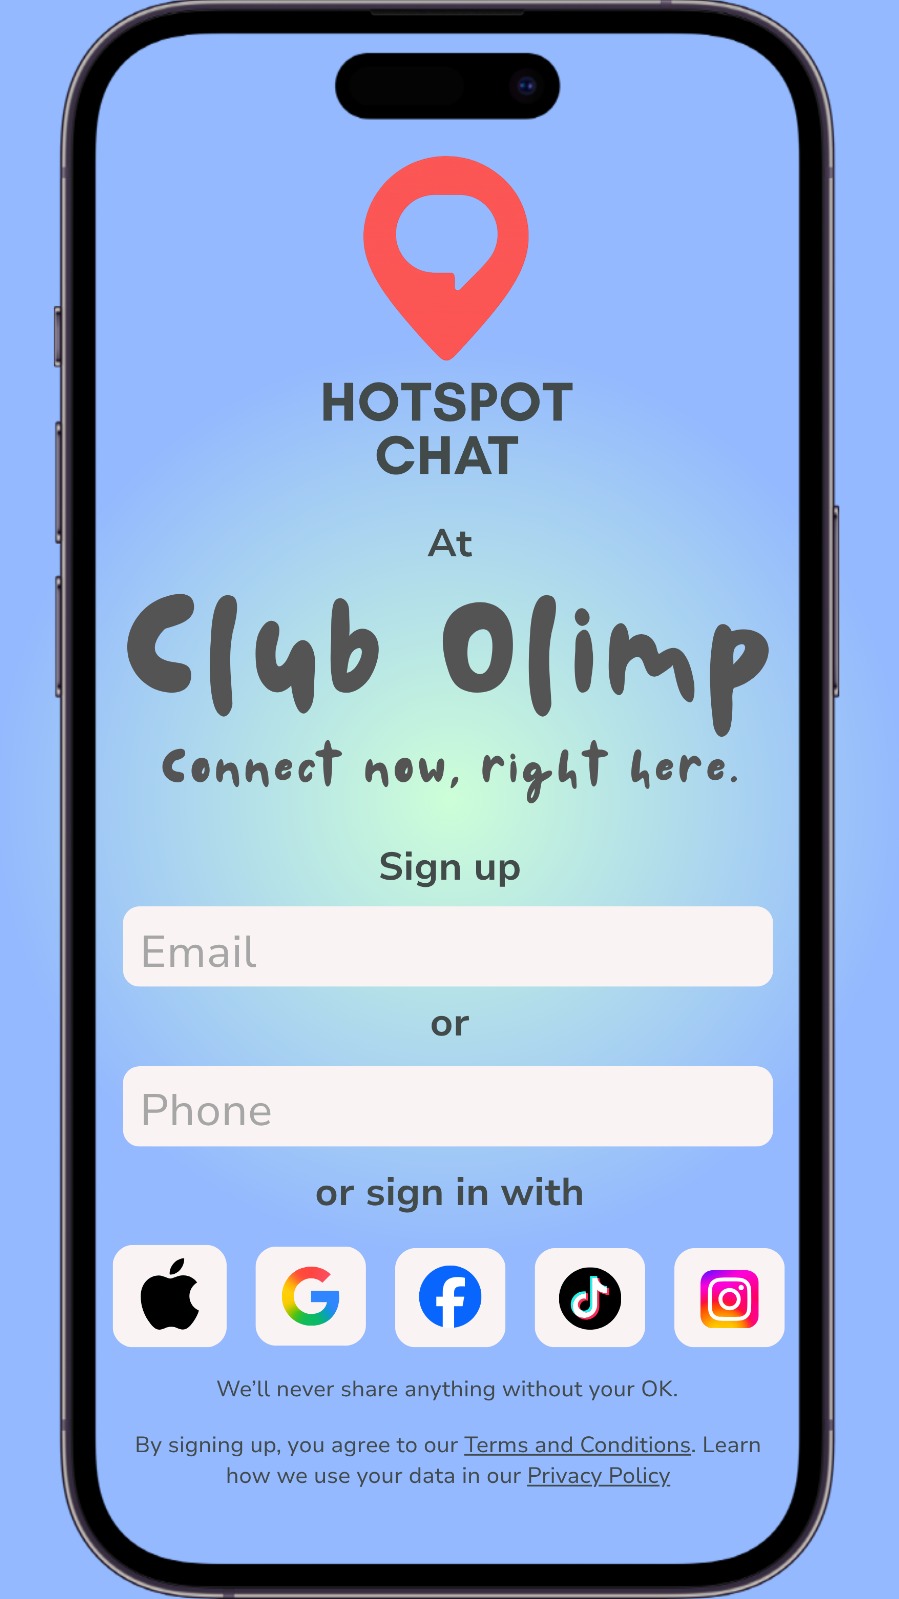 HOTSPOT
CHAT
At
Club Olimp
Connect now, right here.
Sign up
Email
or
Phone
or sign in with
We’ll never share anything without your OK.
By signing up, you agree to our Terms and Conditions. Learn
how we use your data in our Privacy Policy